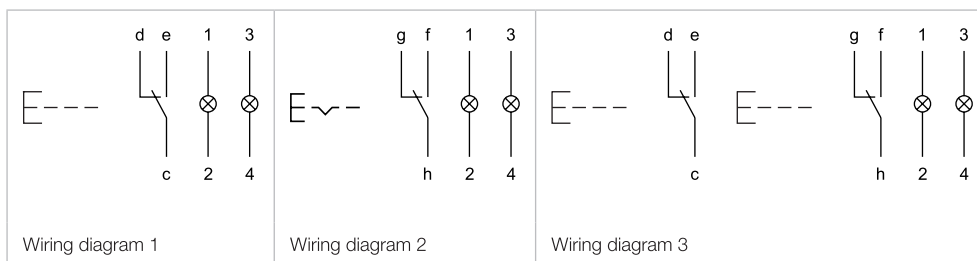 d e 1 3
c 2 4
Wiring diagram 1
g f 1 3
h 2 4
Wiring diagram 2
d e g f 1 3
c h 2 4
Wiring diagram 3